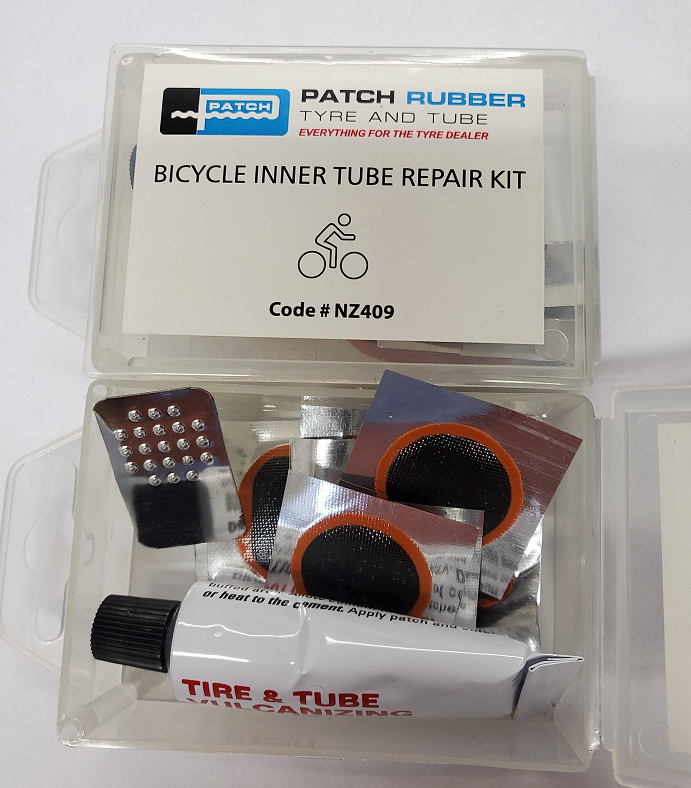 PATCH
PATCH RUBBER
TYRE AND TUBE
EVERYTHING FOR THE TYRE DEALER
BICYCLE INNER TUBE REPAIR KIT
Code # NZ409
or heat to the cement. Apply patch and
TIRE & TUBE
VULCANIZING